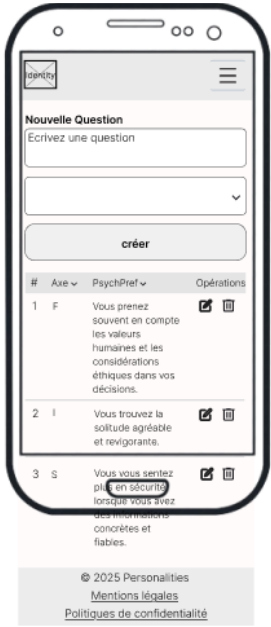 Identity
Nouvelle Question
Ecrivez une question
créer
# Axe PsychPref Opérations
1 F Vous prenez
souvent en compte
les valeurs
humaines et les
considérations
éthiques dans vos
décisions.
2 I Vous trouvez la
solitude agréable
et revigorante.
3 S Vous vous sentez
plus en sécurité
lorsque vous avez
des informations
concrètes et
fiables.
© 2025 Personalities
Mentions légales
Politiques de confidentialité